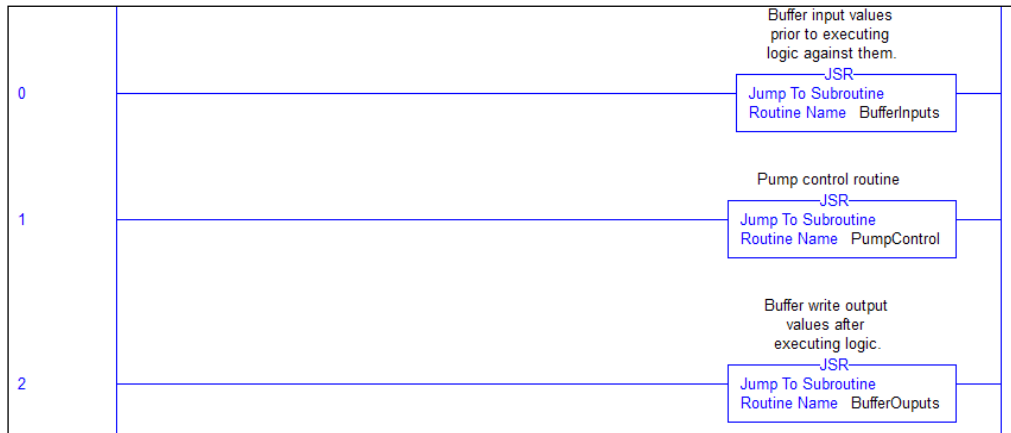 Buffer input values
prior to executing
logic against them.
JSR
0
Jump To Subroutine
Routine Name BufferInputs
Pump control routine
JSR
1
Jump To Subroutine
Routine Name PumpControl
Buffer write output
values after
executing logic.
JSR
2
Jump To Subroutine
Routine Name BufferOuputs